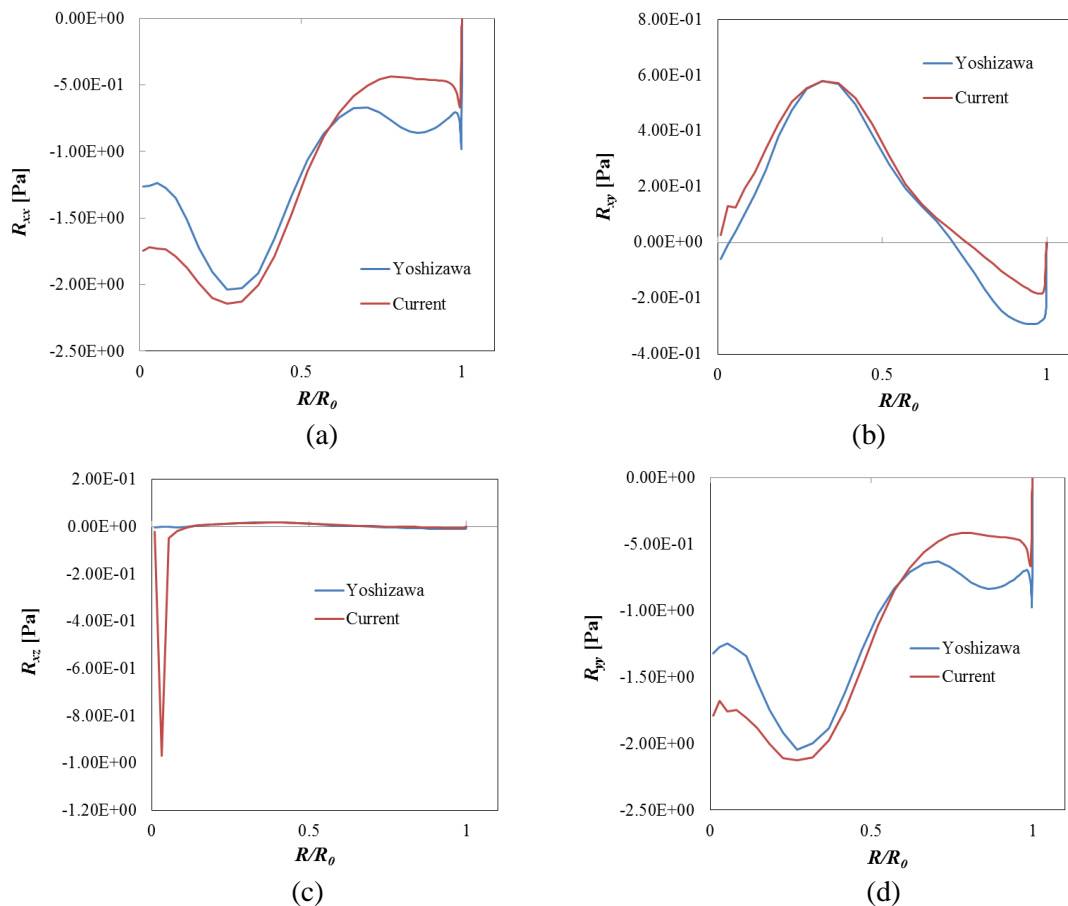 0.00E+00
-5.00E-01
-1.00E+00
-1.50E+00
-2.00E+00
-2.50E+00
0
0.5
1
R_xx [Pa]
R/R_0
Yoshizawa
Current
(a)
8.00E-01
6.00E-01
4.00E-01
2.00E-01
0.00E+00
-2.00E-01
-4.00E-01
0
0.5
1
R_xy [Pa]
R/R_0
Yoshizawa
Current
(b)
2.00E-01
0.00E+00
-2.00E-01
-4.00E-01
-6.00E-01
-8.00E-01
-1.00E+00
-1.20E+00
0
0.5
1
R_xz [Pa]
R/R_0
Yoshizawa
Current
(c)
0.00E+00
-5.00E-01
-1.00E+00
-1.50E+00
-2.00E+00
-2.50E+00
0
0.5
1
R_yy [Pa]
R/R_0
Yoshizawa
Current
(d)